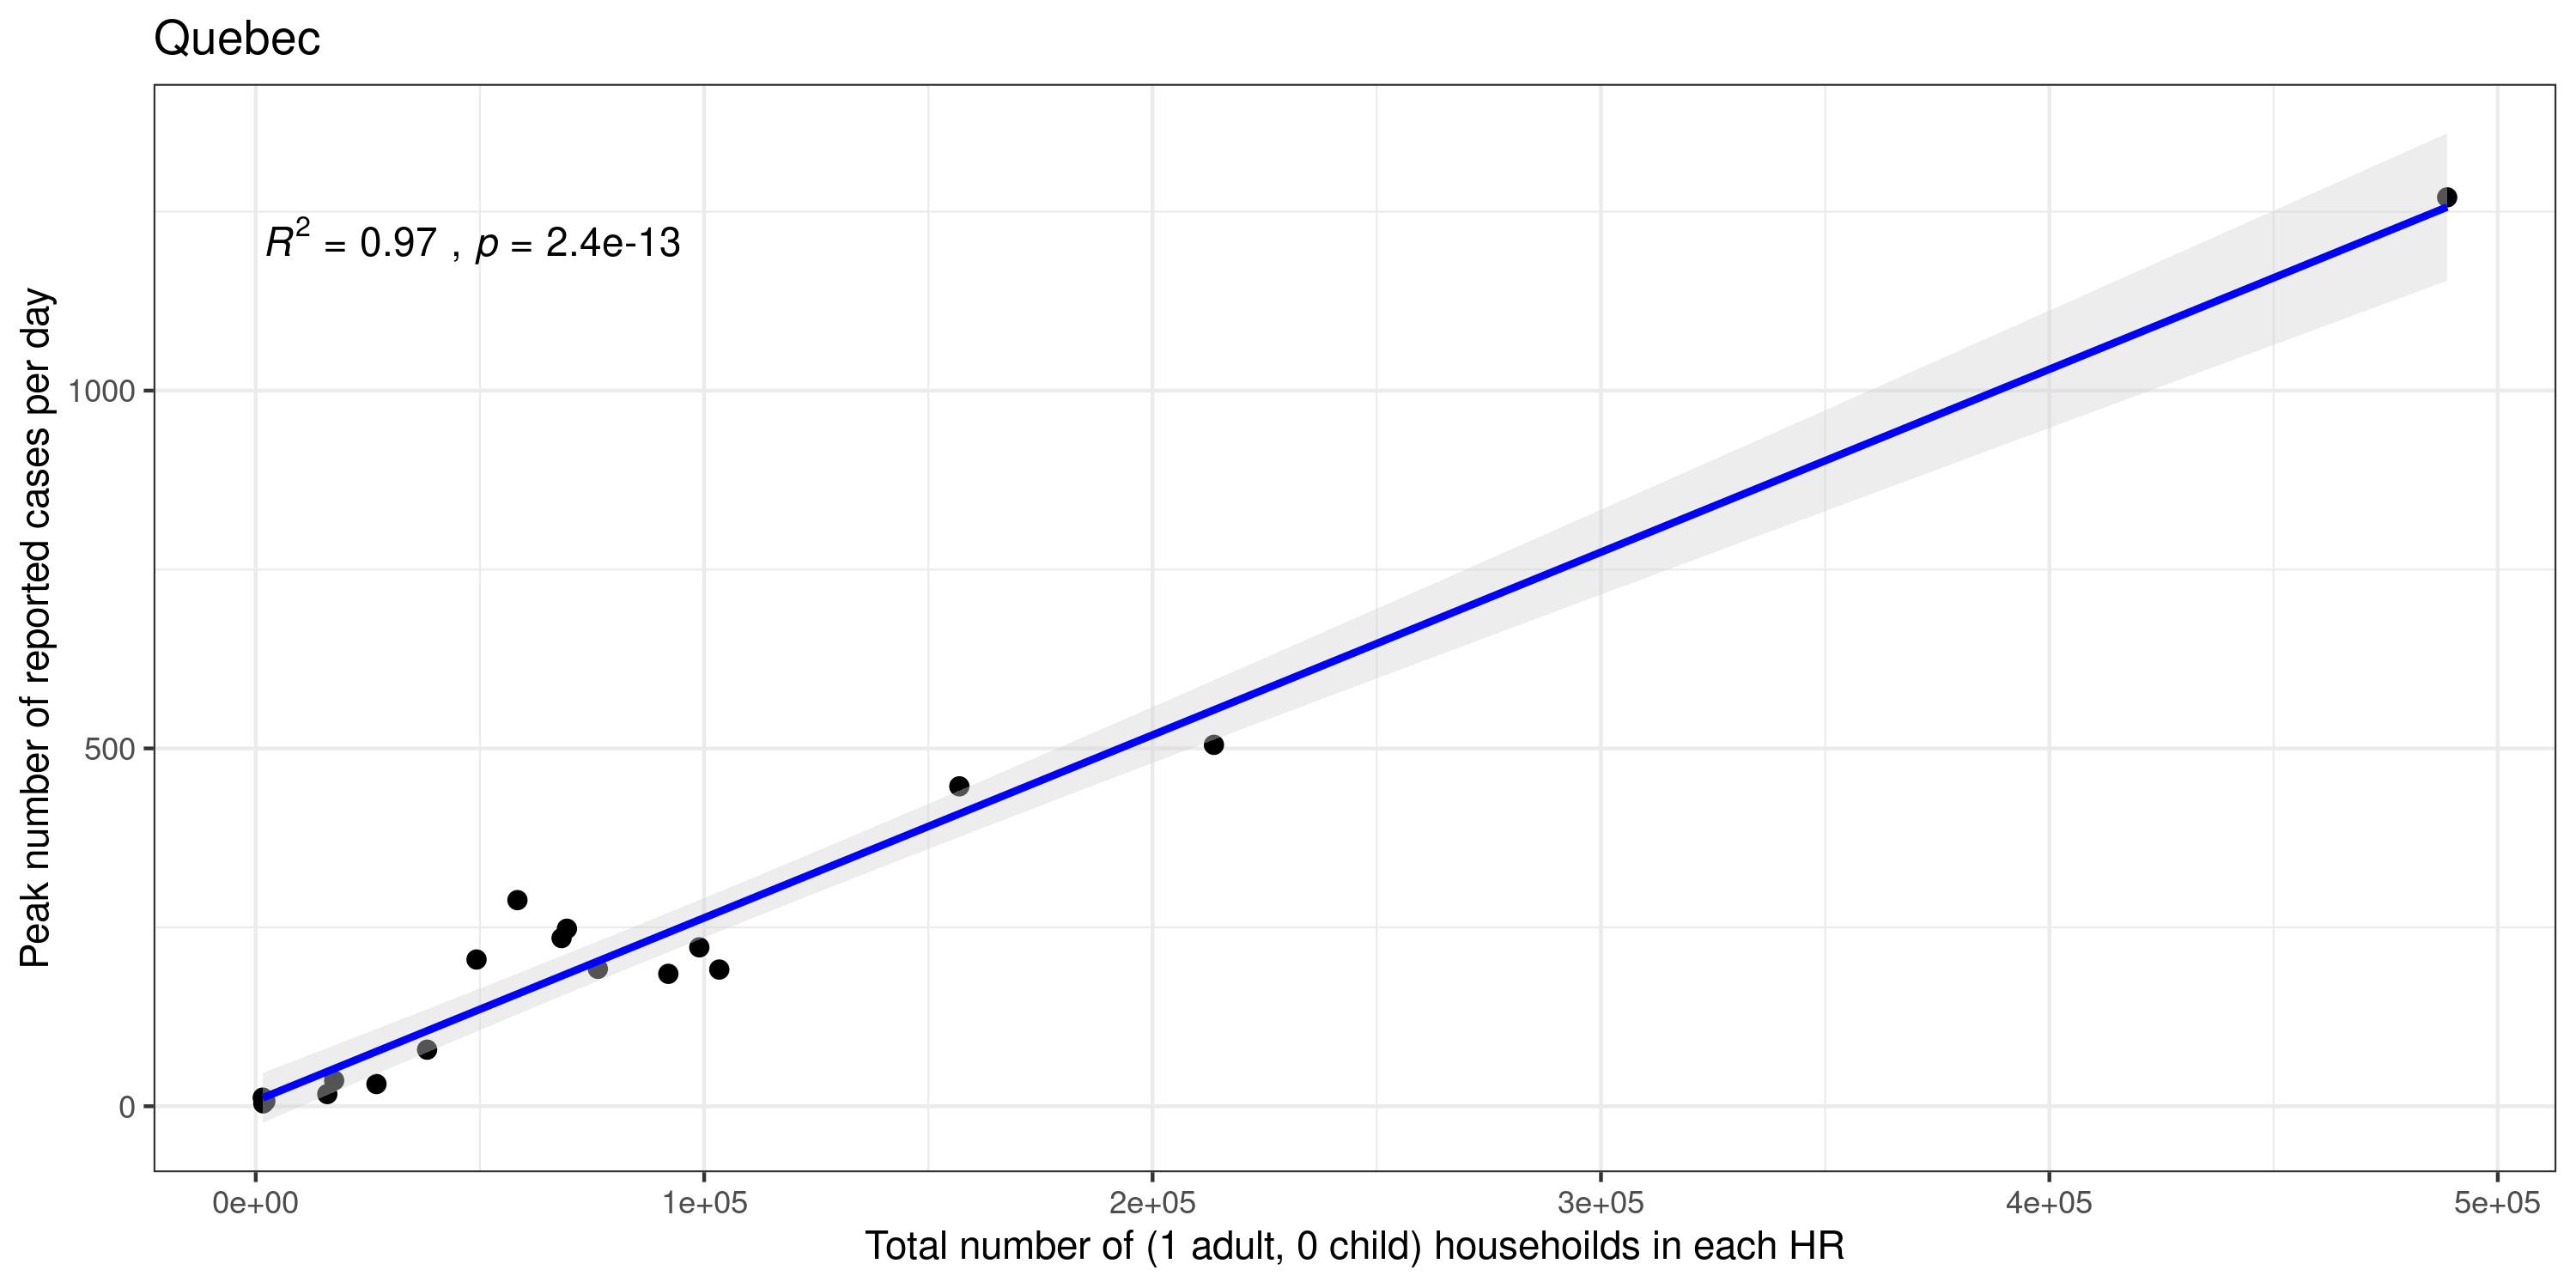 Quebec
R² = 0.97 , p = 2.4e-13
Peak number of reported cases per day
1000
500
0
0e+00 1e+05 2e+05 3e+05 4e+05 5e+05
Total number of (1 adult, 0 child) househoilds in each HR